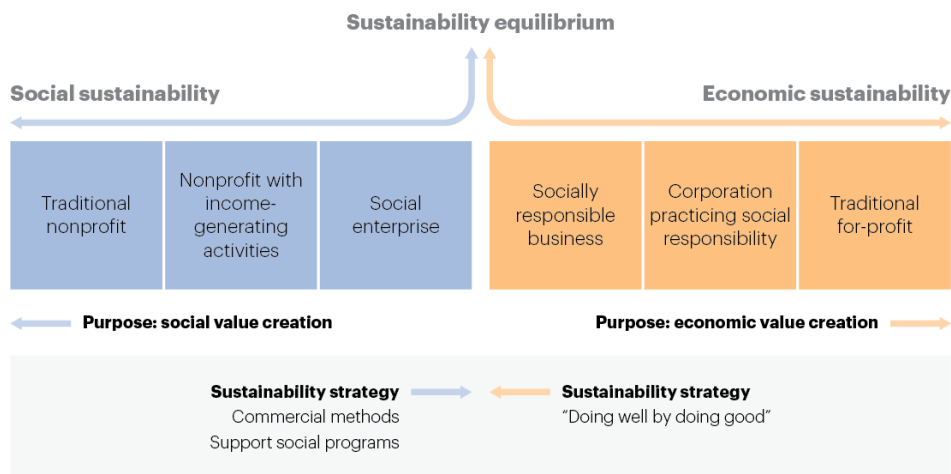 Sustainability equilibrium
Social sustainability
Economic sustainability
Traditional
nonprofit
Nonprofit with
income-
generating
activities
Social
enterprise
Socially
responsible
business
Corporation
practicing social
responsibility
Traditional
for-profit
Purpose: social value creation
Purpose: economic value creation
Sustainability strategy
Commercial methods
Support social programs
Sustainability strategy
“Doing well by doing good”